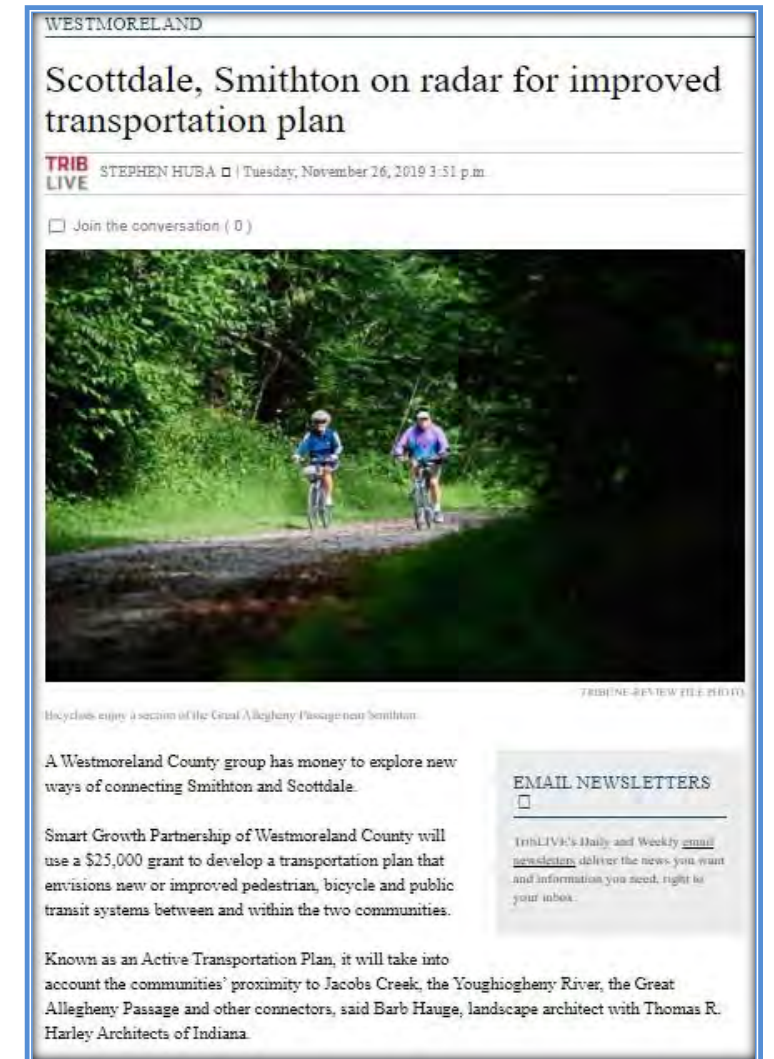 WESTMORELAND
Scottdale, Smithton on radar for improved
transportation plan
TRIB
LIVE
STEPHEN HUBA | Tuesday, November 26, 2019 3:51 p.m.
Join the conversation ( 0 )
TRIBUNE-REVIEW FILE PHOTO
Bicyclists enjoy a section of the Great Allegheny Passage near Smithton.
A Westmoreland County group has money to explore new
ways of connecting Smithton and Scottdale.
Smart Growth Partnership of Westmoreland County will
use a $25,000 grant to develop a transportation plan that
envisions new or improved pedestrian, bicycle and public
transit systems between and within the two communities.
EMAIL NEWSLETTERS
TribLIVE's Daily and Weekly email
newsletters deliver the news you want
and information you need, right to
your inbox.
Known as an Active Transportation Plan, it will take into
account the communities' proximity to Jacobs Creek, the Youghiogheny River, the Great
Allegheny Passage and other connectors, said Barb Hauge, landscape architect with Thomas R.
Harley Architects of Indiana.